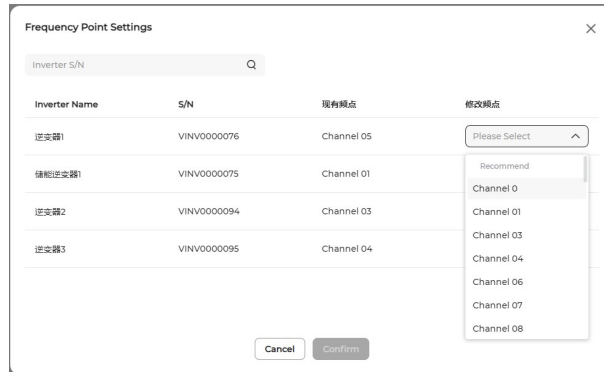 Frequency Point Settings
Inverter S/N
Inverter Name S/N 现有频点 修改频点
逆变器1 VINV0000076 Channel 05 Please Select
Recommend
储能逆变器1 VINV0000075 Channel 01
Channel 0
Channel 01
逆变器2 VINV0000094 Channel 03
Channel 03
逆变器3 VINV0000095 Channel 04
Channel 04
Channel 06
Channel 07
Channel 08
Cancel Confirm